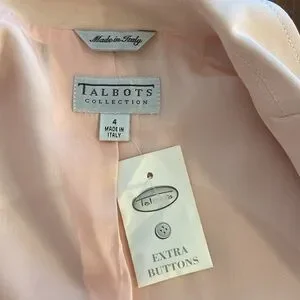 Made in Italy
TALBOTS
COLLECTION
4
MADE IN
ITALY
EXTRA
BUTTONS